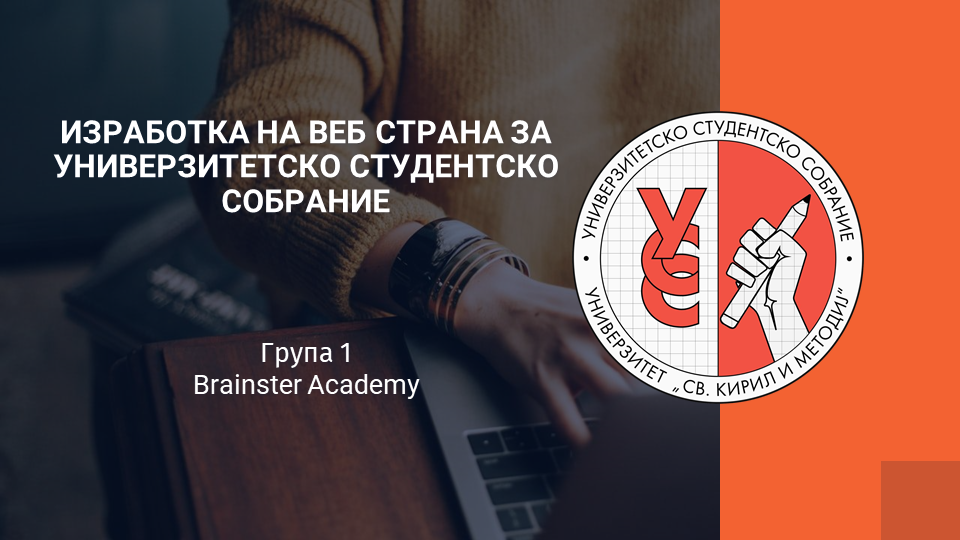 ИЗРАБОТКА НА ВЕБ СТРАНА ЗА
УНИВЕРЗИТЕТСКО СТУДЕНТСКО
СОБРАНИЕ
Група 1
Brainster Academy
УНИВЕРЗИТЕТСКО СТУДЕНТСКО СОБРАНИЕ
УСС
УНИВЕРЗИТЕТ „СВ. КИРИЛ И МЕТОДИЈ“